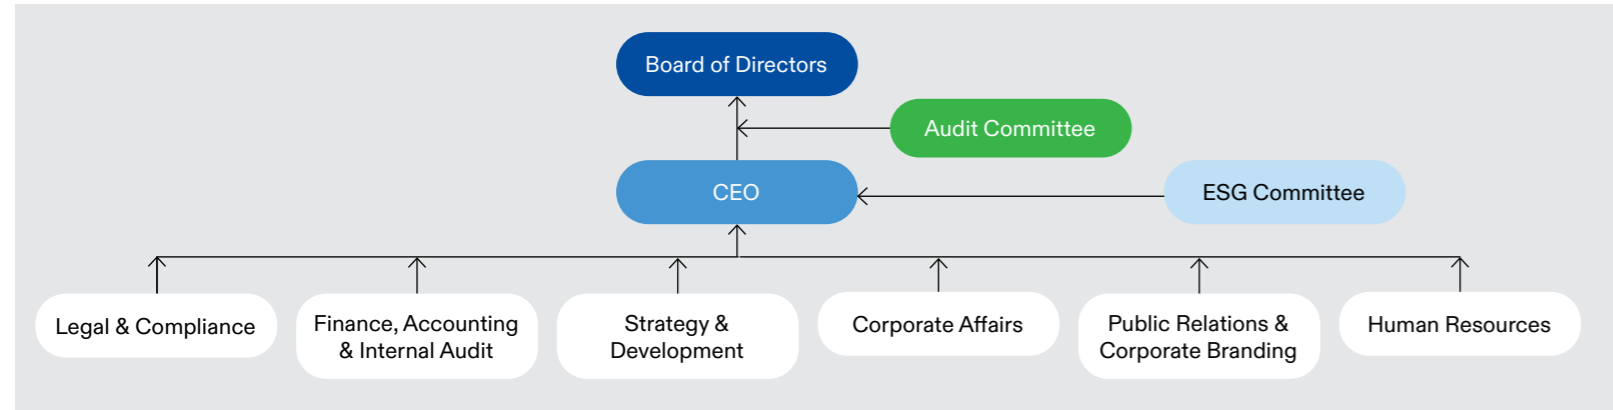 Board of Directors
Audit Committee
CEO
ESG Committee
Legal & Compliance
Finance, Accounting
& Internal Audit
Strategy &
Development
Corporate Affairs
Public Relations &
Corporate Branding
Human Resources